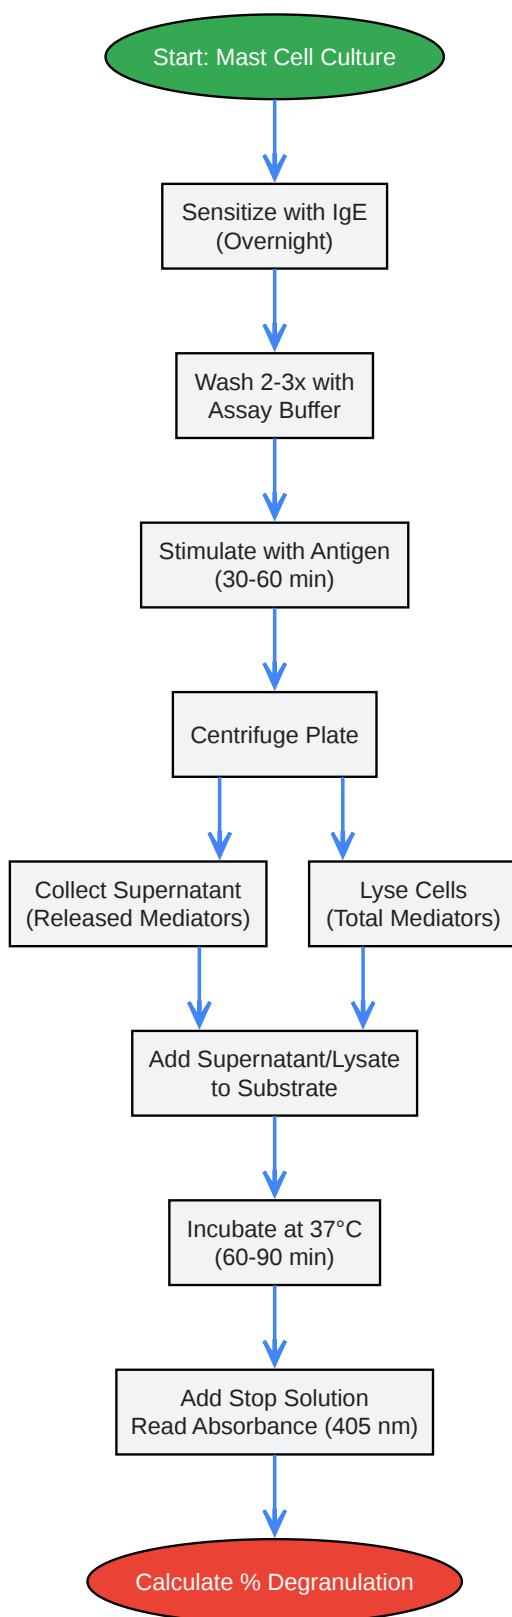 Start: Mast Cell Culture
Sensitize with IgE
(Overnight)
Wash 2-3x with
Assay Buffer
Stimulate with Antigen
(30-60 min)
Centrifuge Plate
Collect Supernatant
(Released Mediators)
Lyse Cells
(Total Mediators)
Add Supernatant/Lysate
to Substrate
Incubate at 37°C
(60-90 min)
Add Stop Solution
Read Absorbance (405 nm)
Calculate % Degranulation